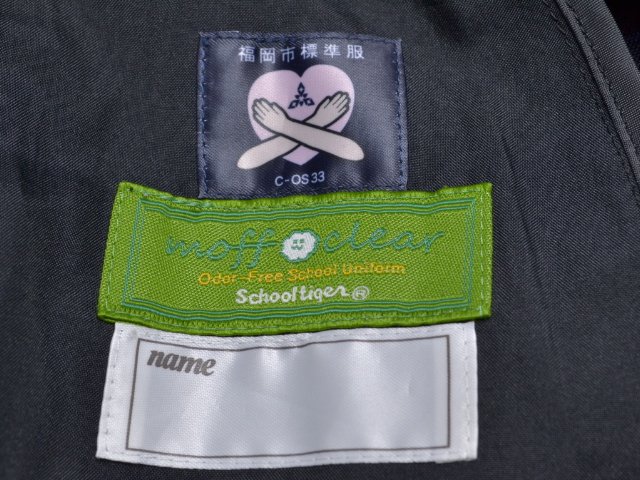 福岡市標準服
C-OS33
moff clear
Odor-Free School Uniform
Schooltiger®
name